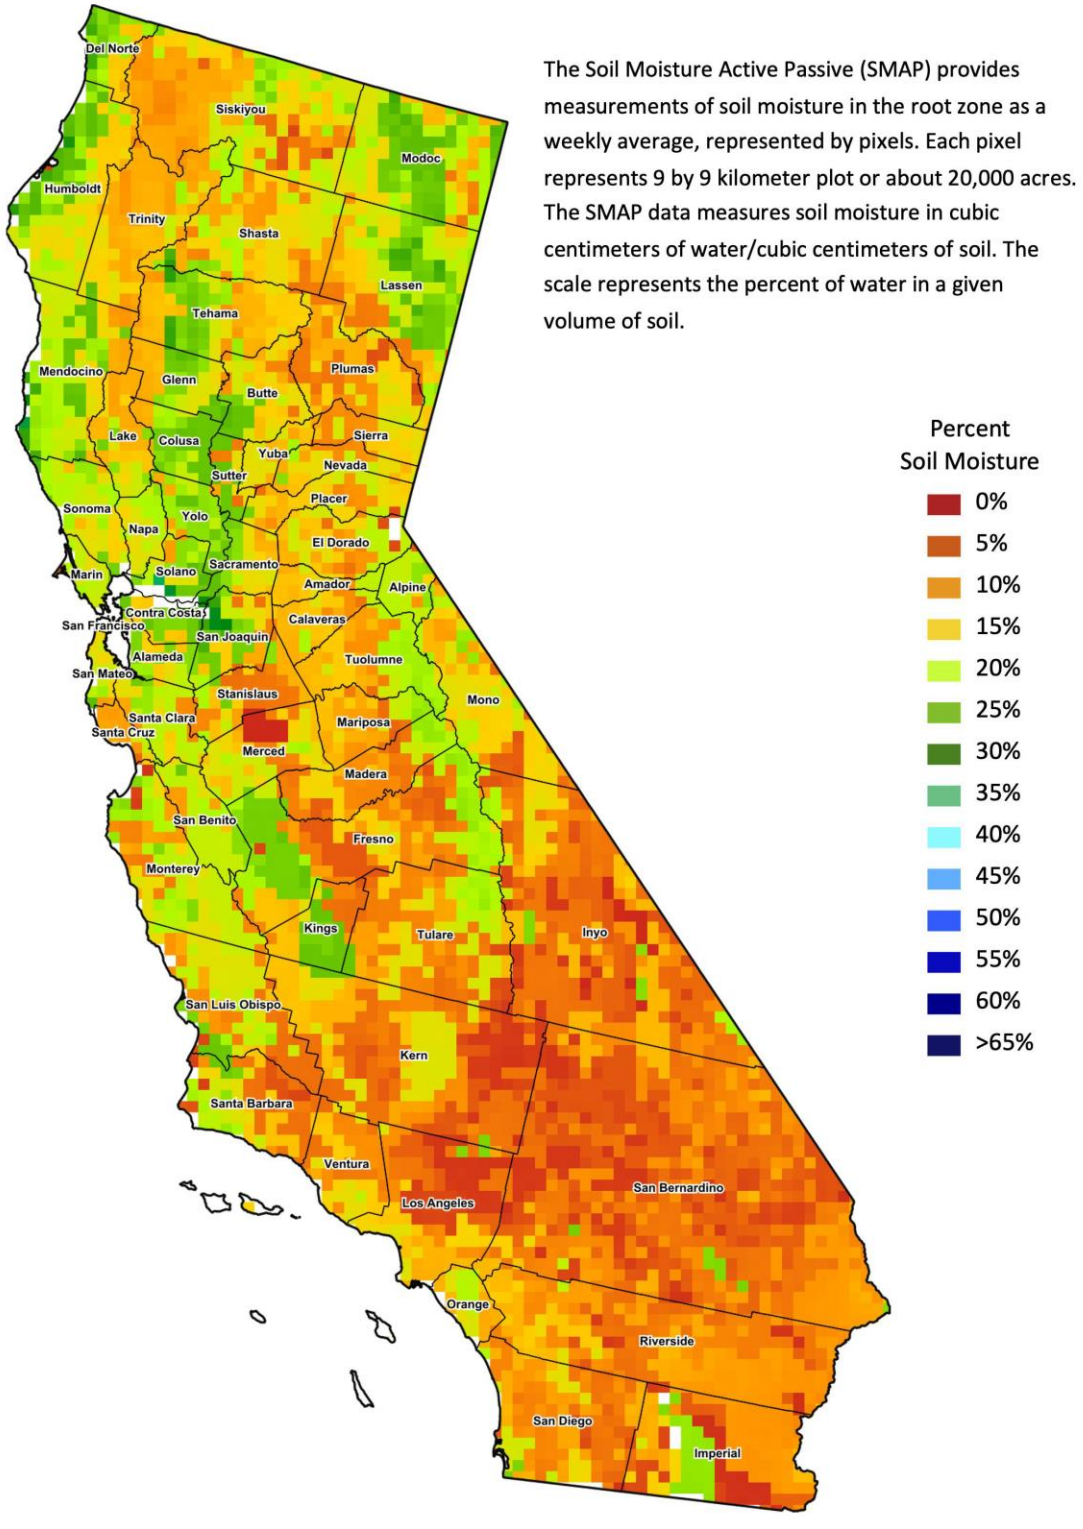 The Soil Moisture Active Passive (SMAP) provides
measurements of soil moisture in the root zone as a
weekly average, represented by pixels. Each pixel
represents 9 by 9 kilometer plot or about 20,000 acres.
The SMAP data measures soil moisture in cubic
centimeters of water/cubic centimeters of soil. The
scale represents the percent of water in a given
volume of soil.
Del Norte
Siskiyou
Modoc
Humboldt
Trinity
Shasta
Lassen
Tehama
Mendocino
Glenn
Butte
Plumas
Lake
Colusa
Sierra
Yuba
Nevada
Sutter
Placer
Sonoma
Yolo
Napa
El Dorado
Sacramento
Solano
Marin
Amador
Alpine
Contra Costa
Calaveras
San Francisco
San Joaquin
Alameda
Tuolumne
San Mateo
Stanislaus
Mono
Santa Clara
Mariposa
Santa Cruz
Merced
Madera
San Benito
Fresno
Monterey
Kings
Tulare
Inyo
San Luis Obispo
Kern
Santa Barbara
Ventura
San Bernardino
Los Angeles
Orange
Riverside
San Diego
Imperial
Percent
Soil Moisture
0%
5%
10%
15%
20%
25%
30%
35%
40%
45%
50%
55%
60%
>65%